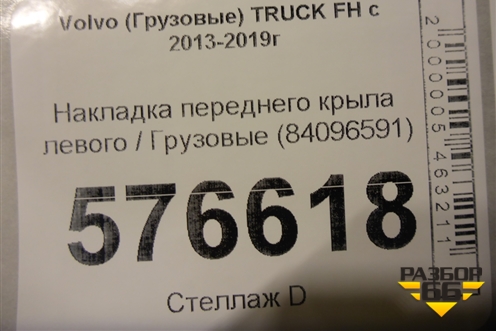 Volvo (Грузовые) TRUCK FH с
2013-2019г
Накладка переднего крыла
левого / Грузовые (84096591)
576618
Стеллаж D
2000005463211
РАЗБОР
66